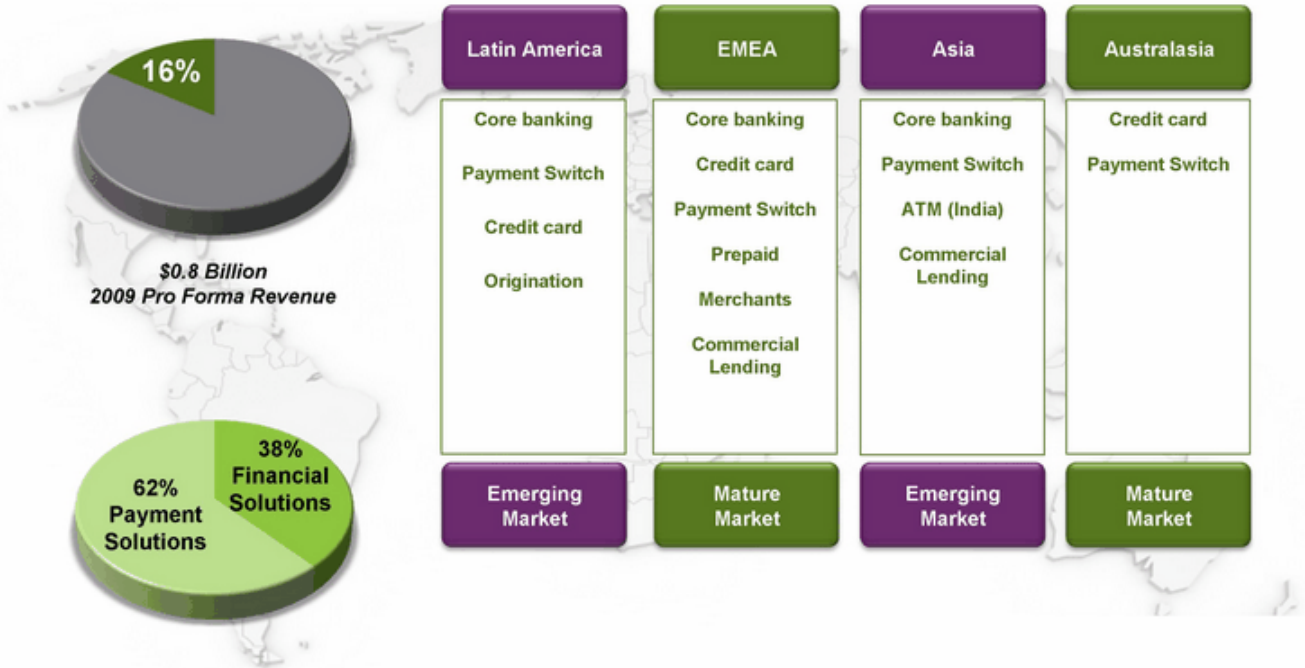 16%
$0.8 Billion
2009 Pro Forma Revenue
38%
Financial
Solutions
62%
Payment
Solutions
Latin America
Core banking
Payment Switch
Credit card
Origination
Emerging
Market
EMEA
Core banking
Credit card
Payment Switch
Prepaid
Merchants
Commercial
Lending
Mature
Market
Asia
Core banking
Payment Switch
ATM (India)
Commercial
Lending
Emerging
Market
Australasia
Credit card
Payment Switch
Mature
Market